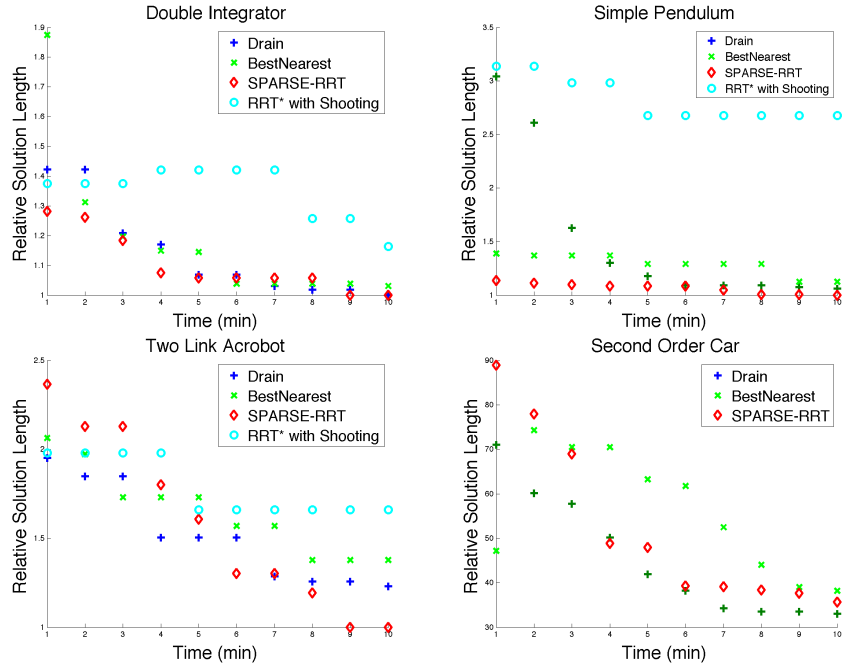 Double Integrator
Relative Solution Length
1.9
1.8
1.7
1.6
1.5
1.4
1.3
1.2
1.1
1
1 2 3 4 5 6 7 8 9 10
Time (min)
Drain
BestNearest
SPARSE-RRT
RRT* with Shooting
Simple Pendulum
Relative Solution Length
3.5
3
2.5
2
1.5
1
1 2 3 4 5 6 7 8 9 10
Time (min)
Drain
BestNearest
SPARSE-RRT
RRT* with Shooting
Two Link Acrobot
Relative Solution Length
2.5
2
1.5
1
1 2 3 4 5 6 7 8 9 10
Time (min)
Drain
BestNearest
SPARSE-RRT
RRT* with Shooting
Second Order Car
Relative Solution Length
90
80
70
60
50
40
30
1 2 3 4 5 6 7 8 9 10
Time (min)
Drain
BestNearest
SPARSE-RRT